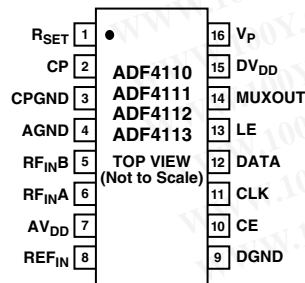 RSET 1
CP 2
CPGND 3
AGND 4
RFINB 5
RFINA 6
AVDD 7
REFIN 8
ADF4110
ADF4111
ADF4112
ADF4113
TOP VIEW
(Not to Scale)
16 VP
15 DVDD
14 MUXOUT
13 LE
12 DATA
11 CLK
10 CE
9 DGND